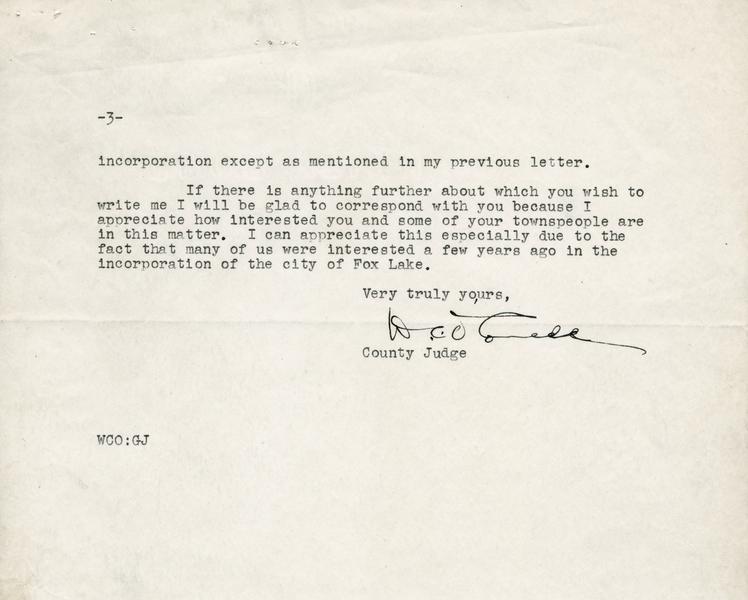 -3-
incorporation except as mentioned in my previous letter.
If there is anything further about which you wish to
write me I will be glad to correspond with you because I
appreciate how interested you and some of your townspeople are
in this matter. I can appreciate this especially due to the
fact that many of us were interested a few years ago in the
incorporation of the city of Fox Lake.
Very truly yours,
County Judge
WCO:GJ